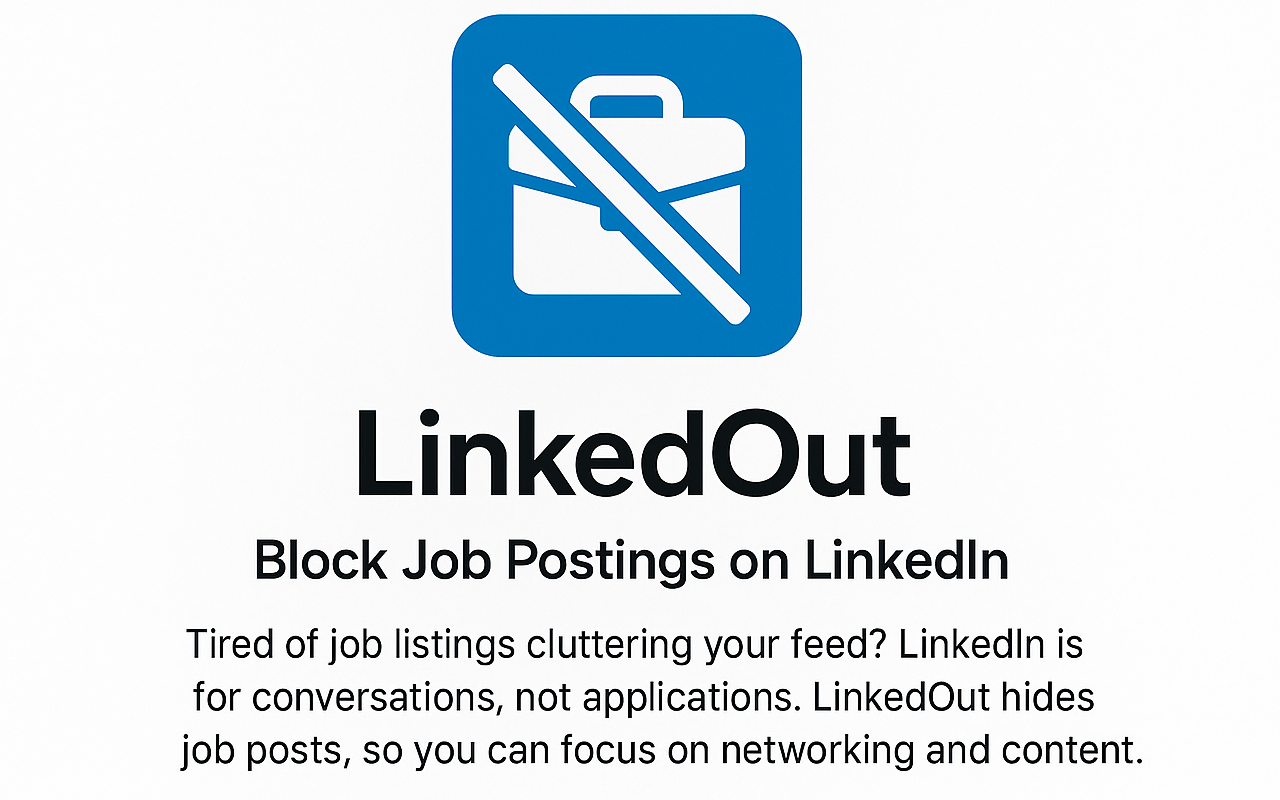 LinkedOut
Block Job Postings on LinkedIn
Tired of job listings cluttering your feed? LinkedIn is
for conversations, not applications. LinkedOut hides
job posts, so you can focus on networking and content.